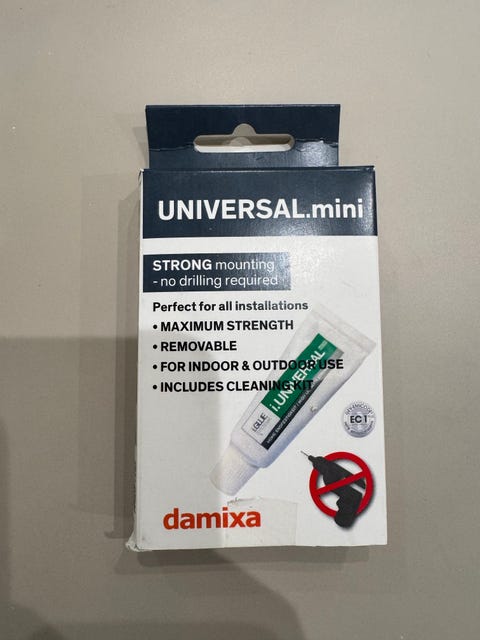 UNIVERSAL.mini
STRONG mounting
- no drilling required
Perfect for all installations
• MAXIMUM STRENGTH
• REMOVABLE
• FOR INDOOR & OUTDOOR USE
• INCLUDES CLEANING KIT
i.GLUE
i.UNIVERSAL
EC1
damixa